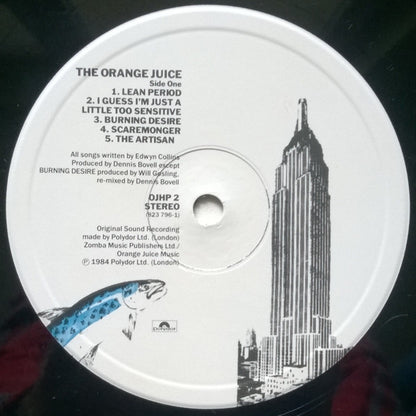 THE ORANGE JUICE
Side One
1. LEAN PERIOD
2. I GUESS I'M JUST A
LITTLE TOO SENSITIVE
3. BURNING DESIRE
4. SCAREMONGER
5. THE ARTISAN
All songs written by Edwyn Collins
Produced by Dennis Bovell except
BURNING DESIRE produced by Will Gosling,
re-mixed by Dennis Bovell
OJHP 2
STEREO
(823 796-1)
Original Sound Recording
made by Polydor Ltd. (London)
Zomba Music Publishers Ltd./
Orange Juice Music
℗ 1984 Polydor Ltd. (London)
Polydor